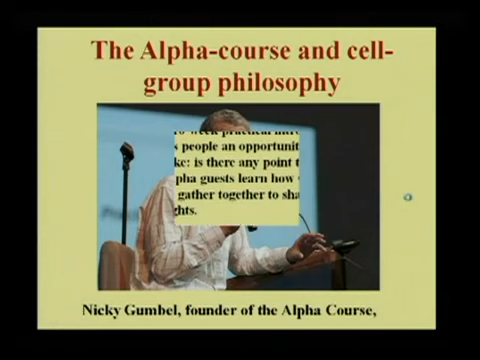 The Alpha-course and cell-
group philosophy
people an opportunit
ke: is there any point t
pha guests learn how
gather together to sha
ghts.
Nicky Gumbel, founder of the Alpha Course,